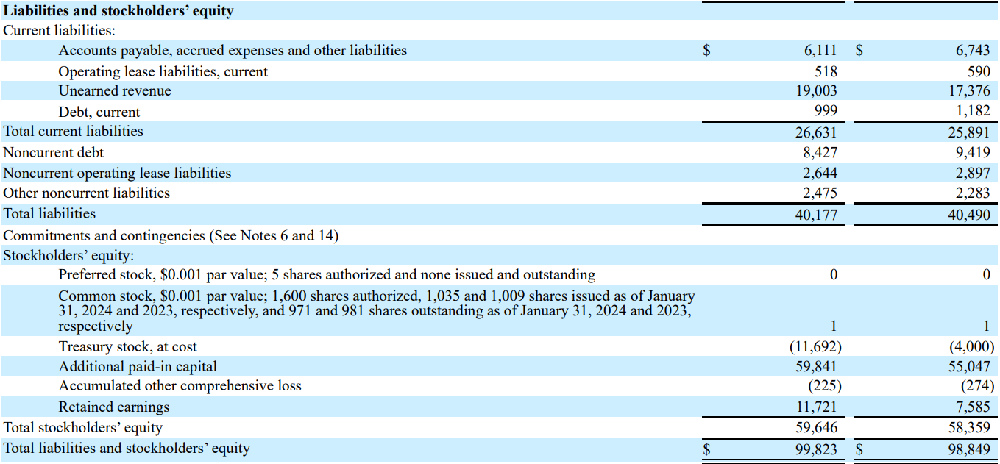 Liabilities and stockholders’ equity
Current liabilities:
Accounts payable, accrued expenses and other liabilities $ 6,111 $ 6,743
Operating lease liabilities, current 518 590
Unearned revenue 19,003 17,376
Debt, current 999 1,182
Total current liabilities 26,631 25,891
Noncurrent debt 8,427 9,419
Noncurrent operating lease liabilities 2,644 2,897
Other noncurrent liabilities 2,475 2,283
Total liabilities 40,177 40,490
Commitments and contingencies (See Notes 6 and 14)
Stockholders’ equity:
Preferred stock, $0.001 par value; 5 shares authorized and none issued and outstanding 0 0
Common stock, $0.001 par value; 1,600 shares authorized, 1,035 and 1,009 shares issued as of January
31, 2024 and 2023, respectively, and 971 and 981 shares outstanding as of January 31, 2024 and 2023,
respectively 1 1
Treasury stock, at cost (11,692) (4,000)
Additional paid-in capital 59,841 55,047
Accumulated other comprehensive loss (225) (274)
Retained earnings 11,721 7,585
Total stockholders’ equity 59,646 58,359
Total liabilities and stockholders’ equity $ 99,823 $ 98,849